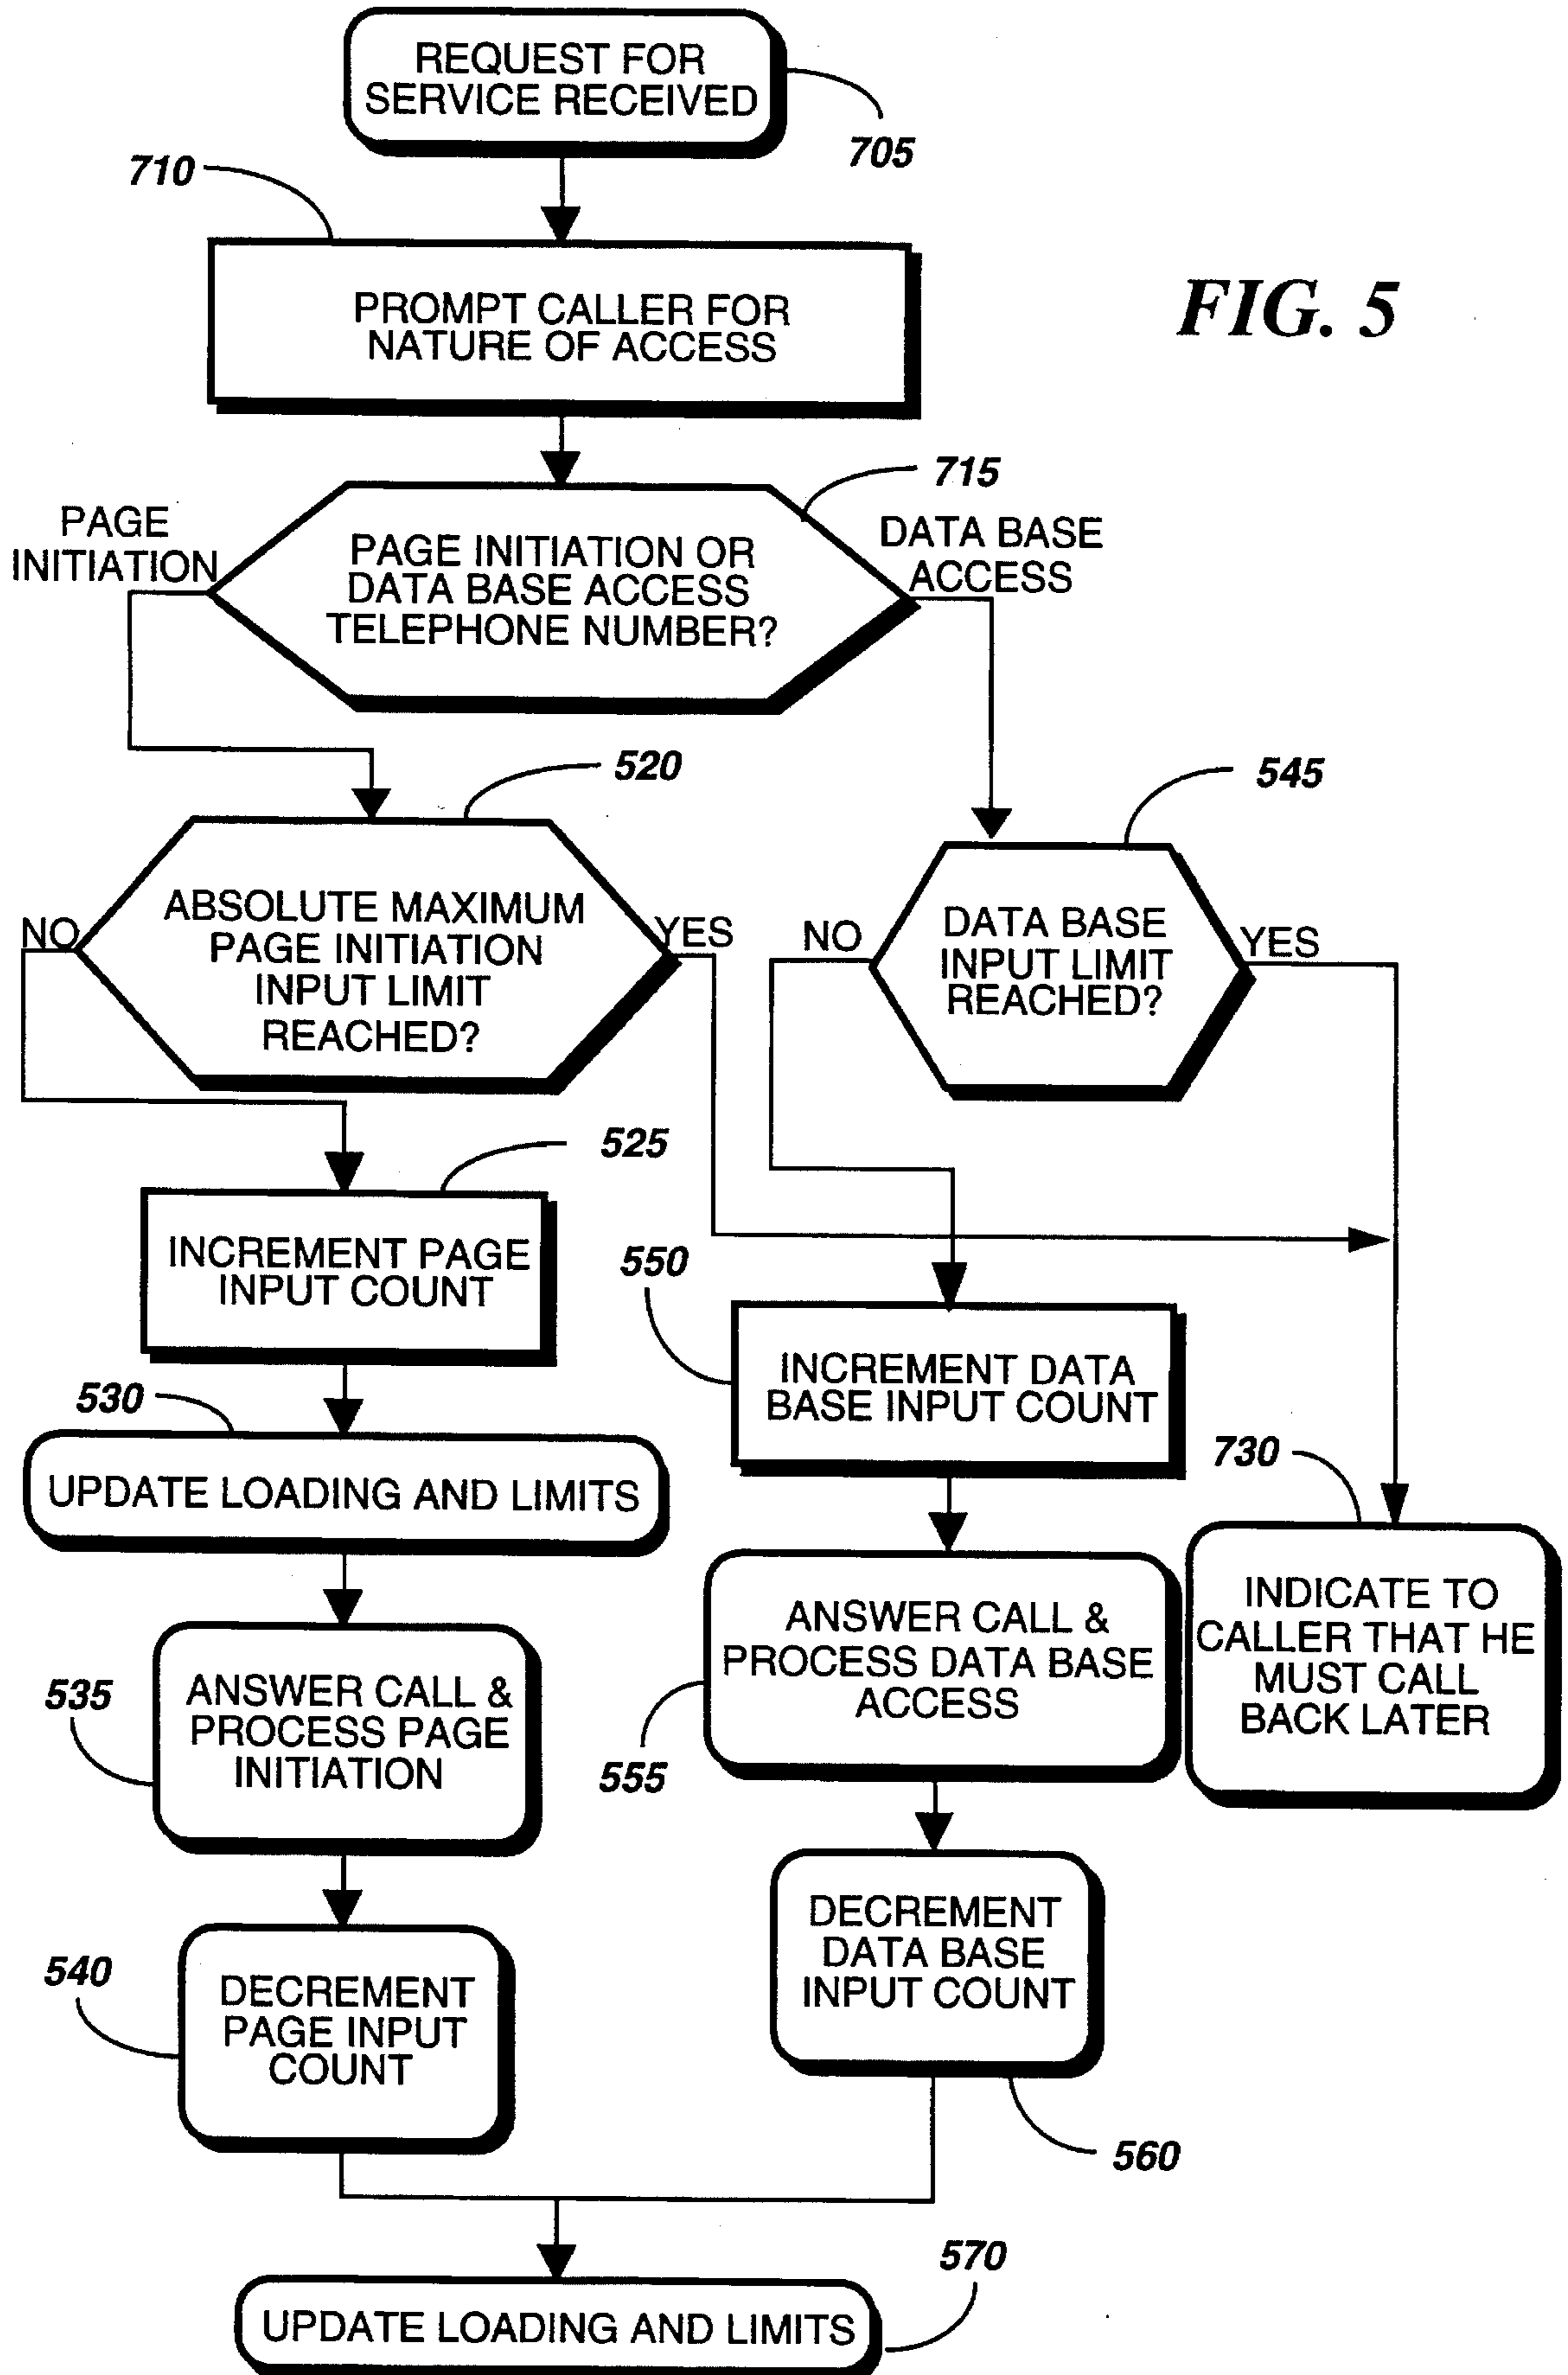 REQUEST FOR
SERVICE RECEIVED
705
710
PROMPT CALLER FOR
NATURE OF ACCESS
FIG. 5
715
PAGE
INITIATION
PAGE INITIATION OR
DATA BASE ACCESS
TELEPHONE NUMBER?
DATA BASE
ACCESS
520
545
NO
ABSOLUTE MAXIMUM
PAGE INITIATION
INPUT LIMIT
REACHED?
YES
NO
DATA BASE
INPUT LIMIT
REACHED?
YES
525
INCREMENT PAGE
INPUT COUNT
550
INCREMENT DATA
BASE INPUT COUNT
530
UPDATE LOADING AND LIMITS
730
535
ANSWER CALL &
PROCESS PAGE
INITIATION
ANSWER CALL &
PROCESS DATA BASE
ACCESS
555
INDICATE TO
CALLER THAT HE
MUST CALL
BACK LATER
540
DECREMENT
PAGE INPUT
COUNT
DECREMENT
DATA BASE
INPUT COUNT
560
570
UPDATE LOADING AND LIMITS